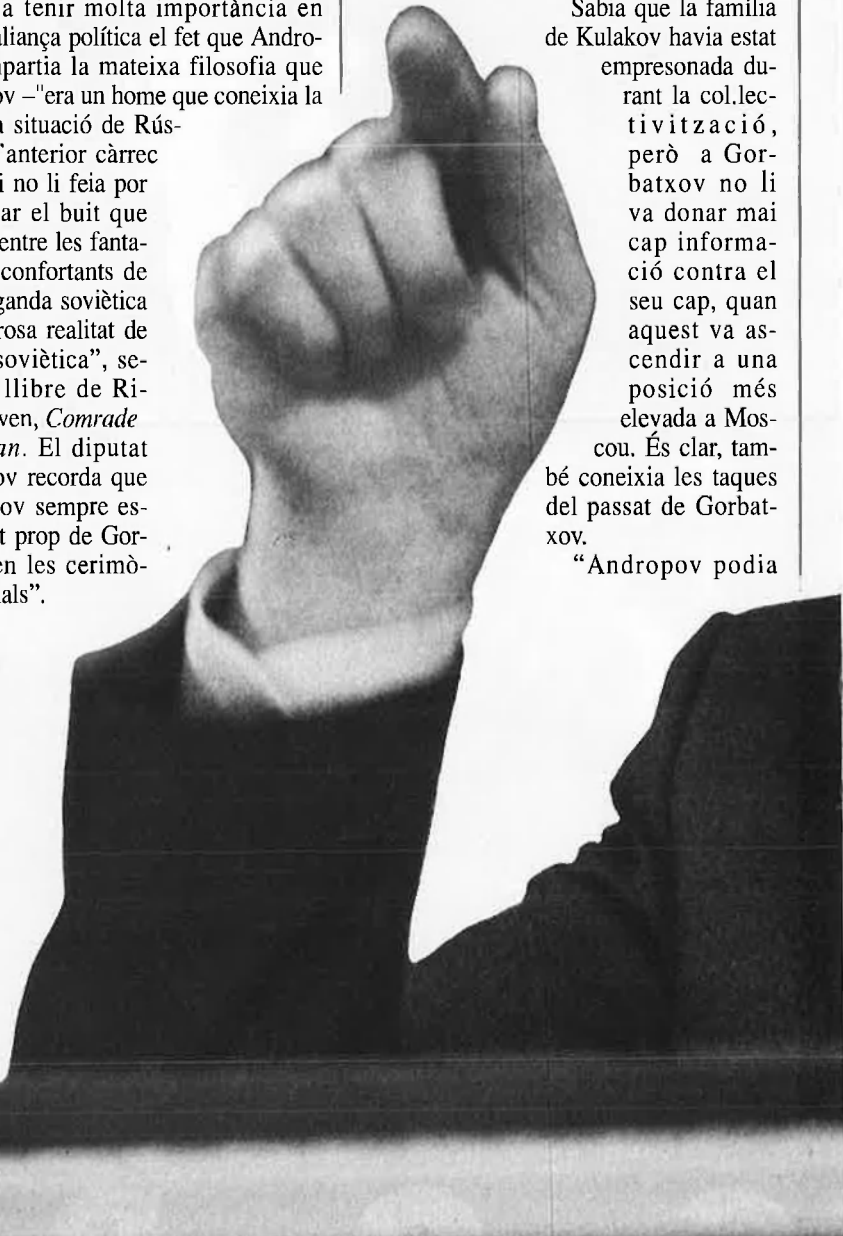 a tenir molta importància en
aliança política el fet que Andro-
partia la mateixa filosofia que
ov –"era un home que coneixia la
a situació de Rús-
'anterior càrrec
i no li feia por
ar el buit que
entre les fanta-
confortants de
ganda soviètica
rosa realitat de
soviètica”, se-
llibre de Ri-
ven, Comrade
an. El diputat
ov recorda que
ov sempre es-
t prop de Gor-
en les cerimò-
als”.
Sabia que la família
de Kulakov havia estat
empresonada du-
rant la col.lec-
tivització,
però a Gor-
batxov no li
va donar mai
cap informa-
ció contra el
seu cap, quan
aquest va as-
cendir a una
posició més
elevada a Mos-
cou. És clar, tam-
bé coneixia les taques
del passat de Gorbat-
xov.
“Andropov podia